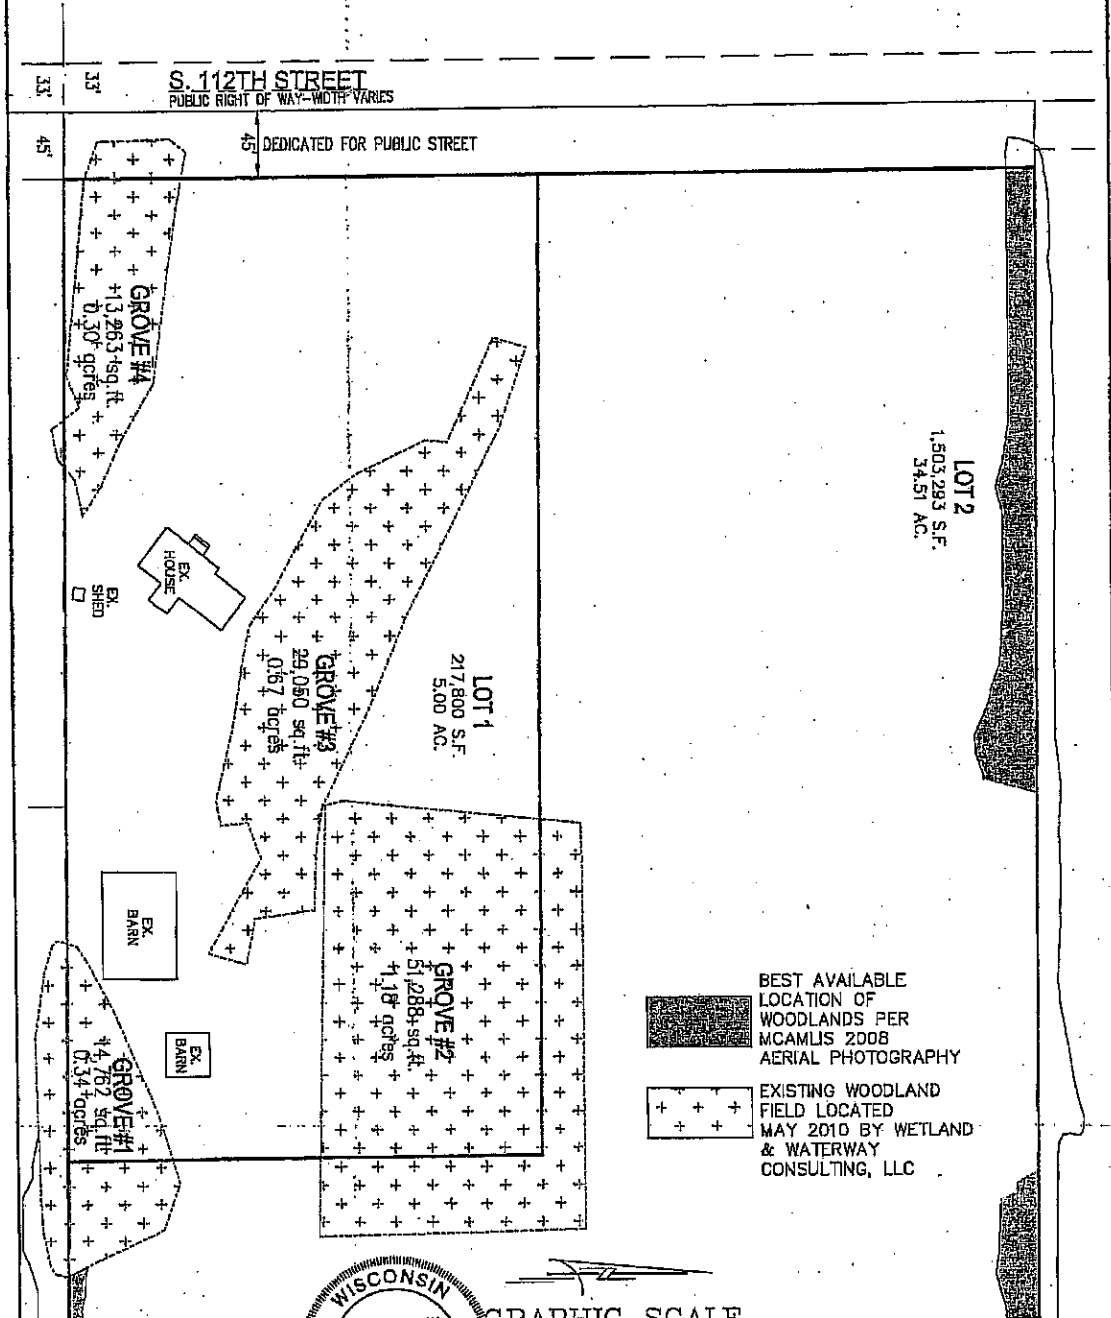 33'
33'
S. 112TH STREET
PUBLIC RIGHT OF WAY-WIDTH VARIES
45'
45'
DEDICATED FOR PUBLIC STREET
GROVE #4
13,263 sq.ft.
0.30 acres
LOT 2
1,503,293 S.F.
34.51 AC.
EX.
HOUSE
EX.
SHED
GROVE #3
29,050 sq.ft.
0.67 acres
LOT 1
217,800 S.F.
5.00 AC.
EX.
BARN
GROVE #2
51,288 sq.ft.
1.18 acres
EX.
BARN
GROVE #1
14,762 sq.ft.
0.34 acres
BEST AVAILABLE
LOCATION OF
WOODLANDS PER
MCAMLIS 2008
AERIAL PHOTOGRAPHY
EXISTING WOODLAND
FIELD LOCATED
MAY 2010 BY WETLAND
& WATERWAY
CONSULTING, LLC
WISCONSIN
GRAPHIC SCALE